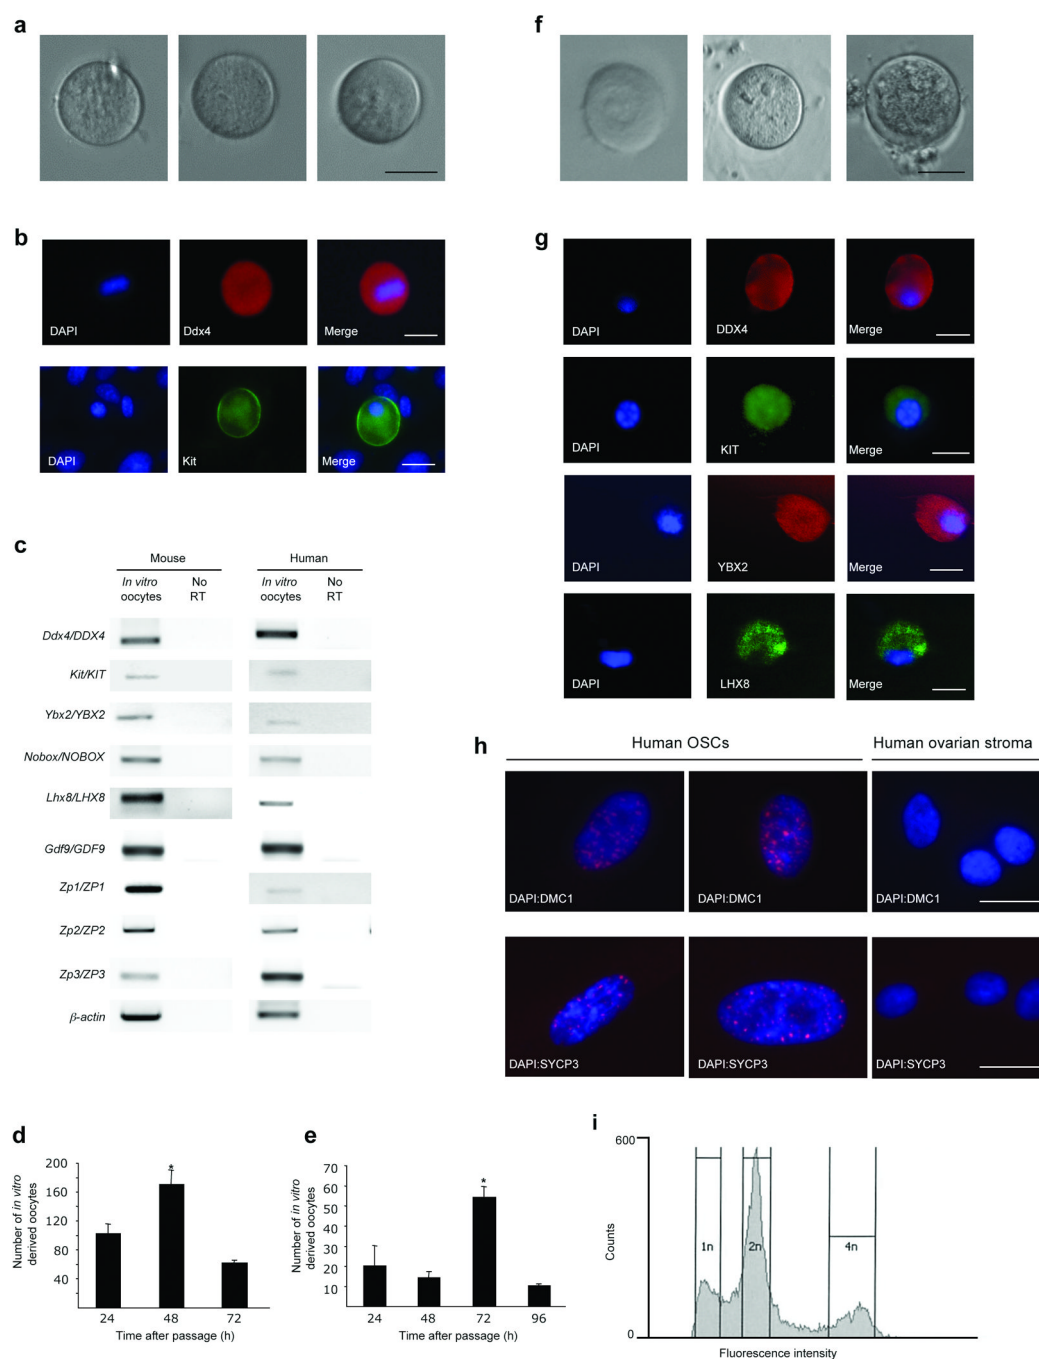 a
f
b
DAPI
Ddx4
Merge
DAPI
Kit
Merge
g
DAPI
DDX4
Merge
DAPI
KIT
Merge
DAPI
YBX2
Merge
DAPI
LHX8
Merge
c
Mouse
Human
In vitro oocytes
No RT
In vitro oocytes
No RT
Ddx4/DDX4
Kit/KIT
Ybx2/YBX2
Nobox/NOBOX
Lhx8/LHX8
Gdf9/GDF9
Zp1/ZP1
Zp2/ZP2
Zp3/ZP3
β-actin
h
Human OSCs
Human ovarian stroma
DAPI:DMC1
DAPI:DMC1
DAPI:DMC1
DAPI:SYCP3
DAPI:SYCP3
DAPI:SYCP3
d
Number of in vitro
derived oocytes
200
160
120
80
40
*
24 48 72
Time after passage (h)
e
Number of in vitro
derived oocytes
70
60
50
40
30
20
10
*
24 48 72 96
Time after passage (h)
i
600
Counts
0
1n 2n 4n
Fluorescence intensity